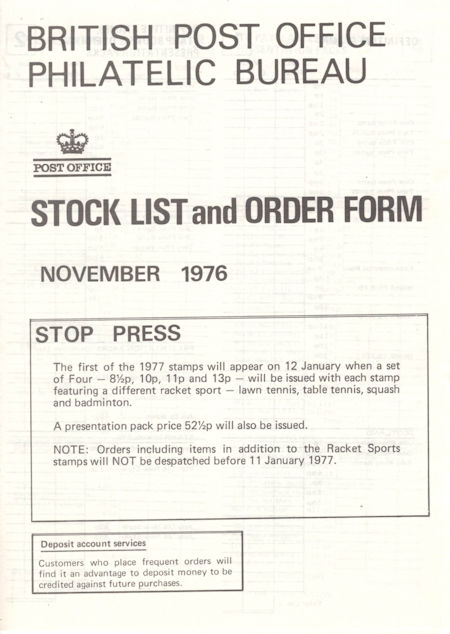 BRITISH POST OFFICE
PHILATELIC BUREAU
POST OFFICE
STOCK LIST and ORDER FORM
NOVEMBER 1976
STOP PRESS
The first of the 1977 stamps will appear on 12 January when a set
of Four — 8½p, 10p, 11p and 13p — will be issued with each stamp
featuring a different racket sport — lawn tennis, table tennis, squash
and badminton.
A presentation pack price 52½p will also be issued.
NOTE: Orders including items in addition to the Racket Sports
stamps will NOT be despatched before 11 January 1977.
Deposit account services
Customers who place frequent orders will
find it an advantage to deposit money to be
credited against future purchases.